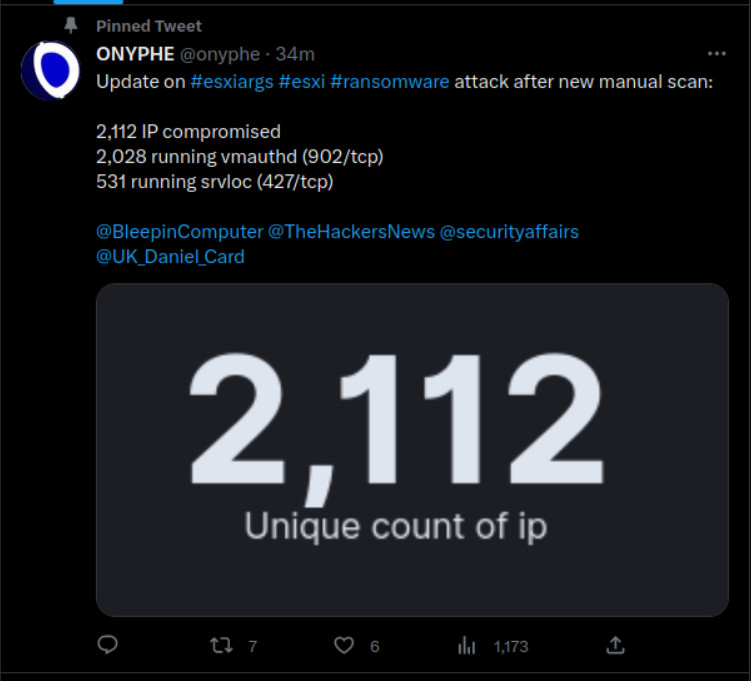 Pinned Tweet
ONYPHE @onyphe · 34m
Update on #esxiargs #esxi #ransomware attack after new manual scan:
2,112 IP compromised
2,028 running vmauthd (902/tcp)
531 running srvloc (427/tcp)
@BleepinComputer @TheHackersNews @securityaffairs
@UK_Daniel_Card
2,112
Unique count of ip
7 6 1,173